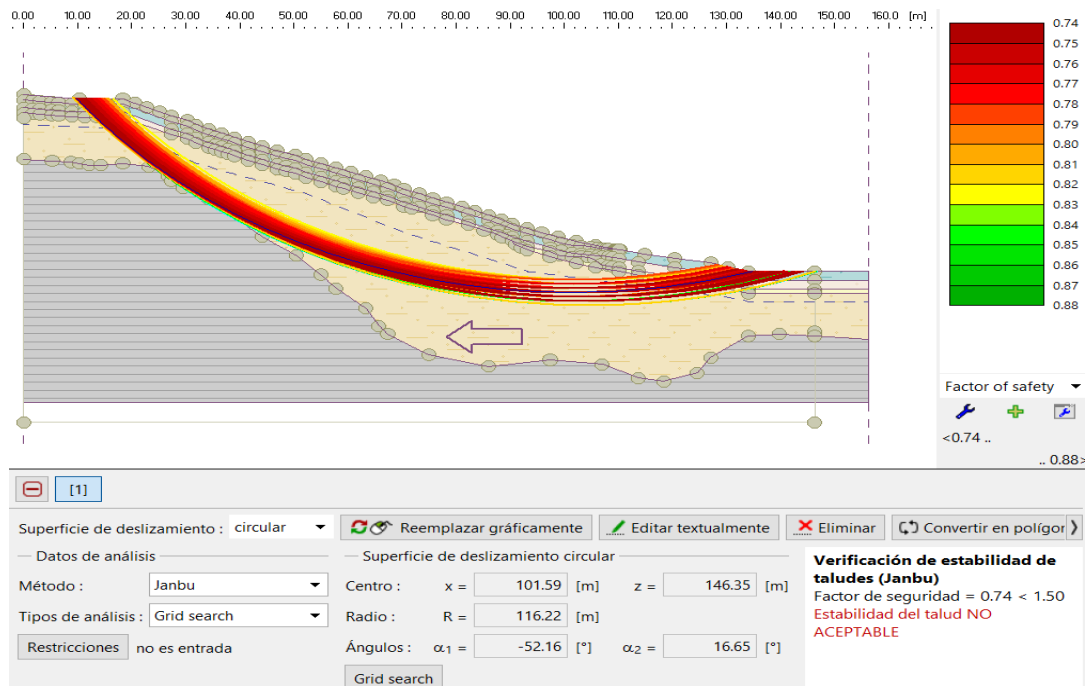 0.00 10.00 20.00 30.00 40.00 50.00 60.00 70.00 80.00 90.00 100.00 110.00 120.00 130.00 140.00 150.00 160.0 [m]
0.74
0.75
0.76
0.77
0.78
0.79
0.80
0.81
0.82
0.83
0.84
0.85
0.86
0.87
0.88
Factor of safety
<0.74 ..
.. 0.88>
[1]
Superficie de deslizamiento : circular Reemplazar gráficamente Editar textualmente Eliminar Convertir en polígor
Datos de análisis
Método : Janbu
Tipos de análisis : Grid search
Restricciones no es entrada
Superficie de deslizamiento circular
Centro : x = 101.59 [m] z = 146.35 [m]
Radio : R = 116.22 [m]
Ángulos : α1 = -52.16 [°] α2 = 16.65 [°]
Grid search
Verificación de estabilidad de
taludes (Janbu)
Factor de seguridad = 0.74 < 1.50
Estabilidad del talud NO
ACEPTABLE